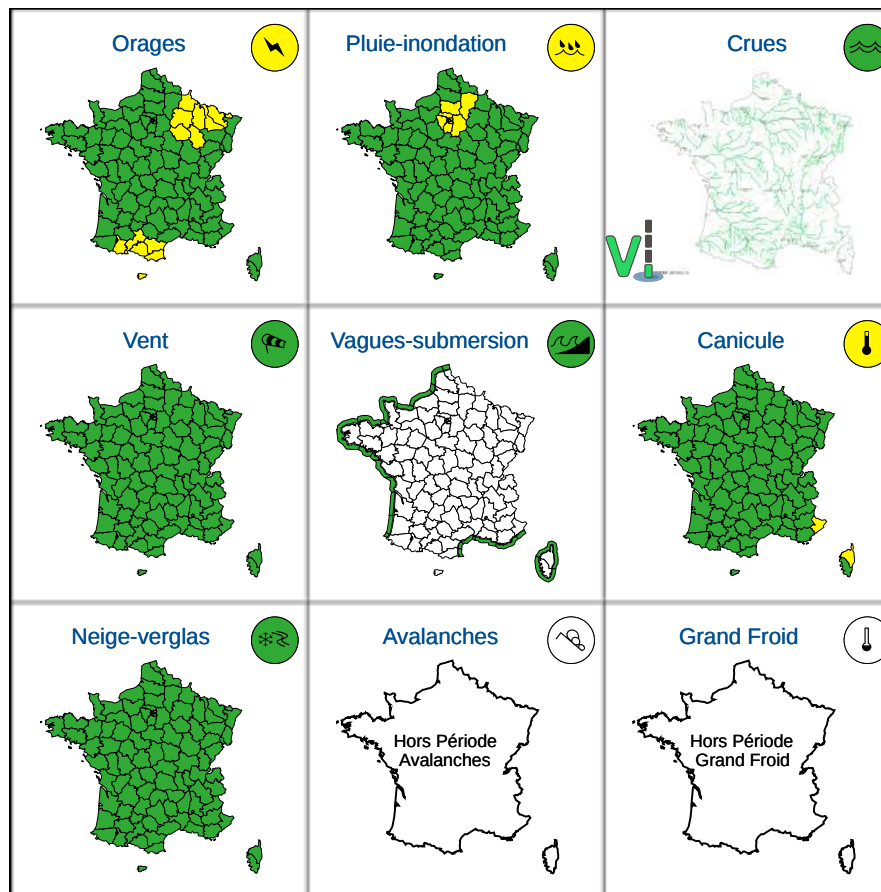 Orages
Pluie-inondation
Crues
Vi
Vent
Vagues-submersion
Canicule
Neige-verglas
Avalanches
Grand Froid
Hors Période
Avalanches
Hors Période
Grand Froid